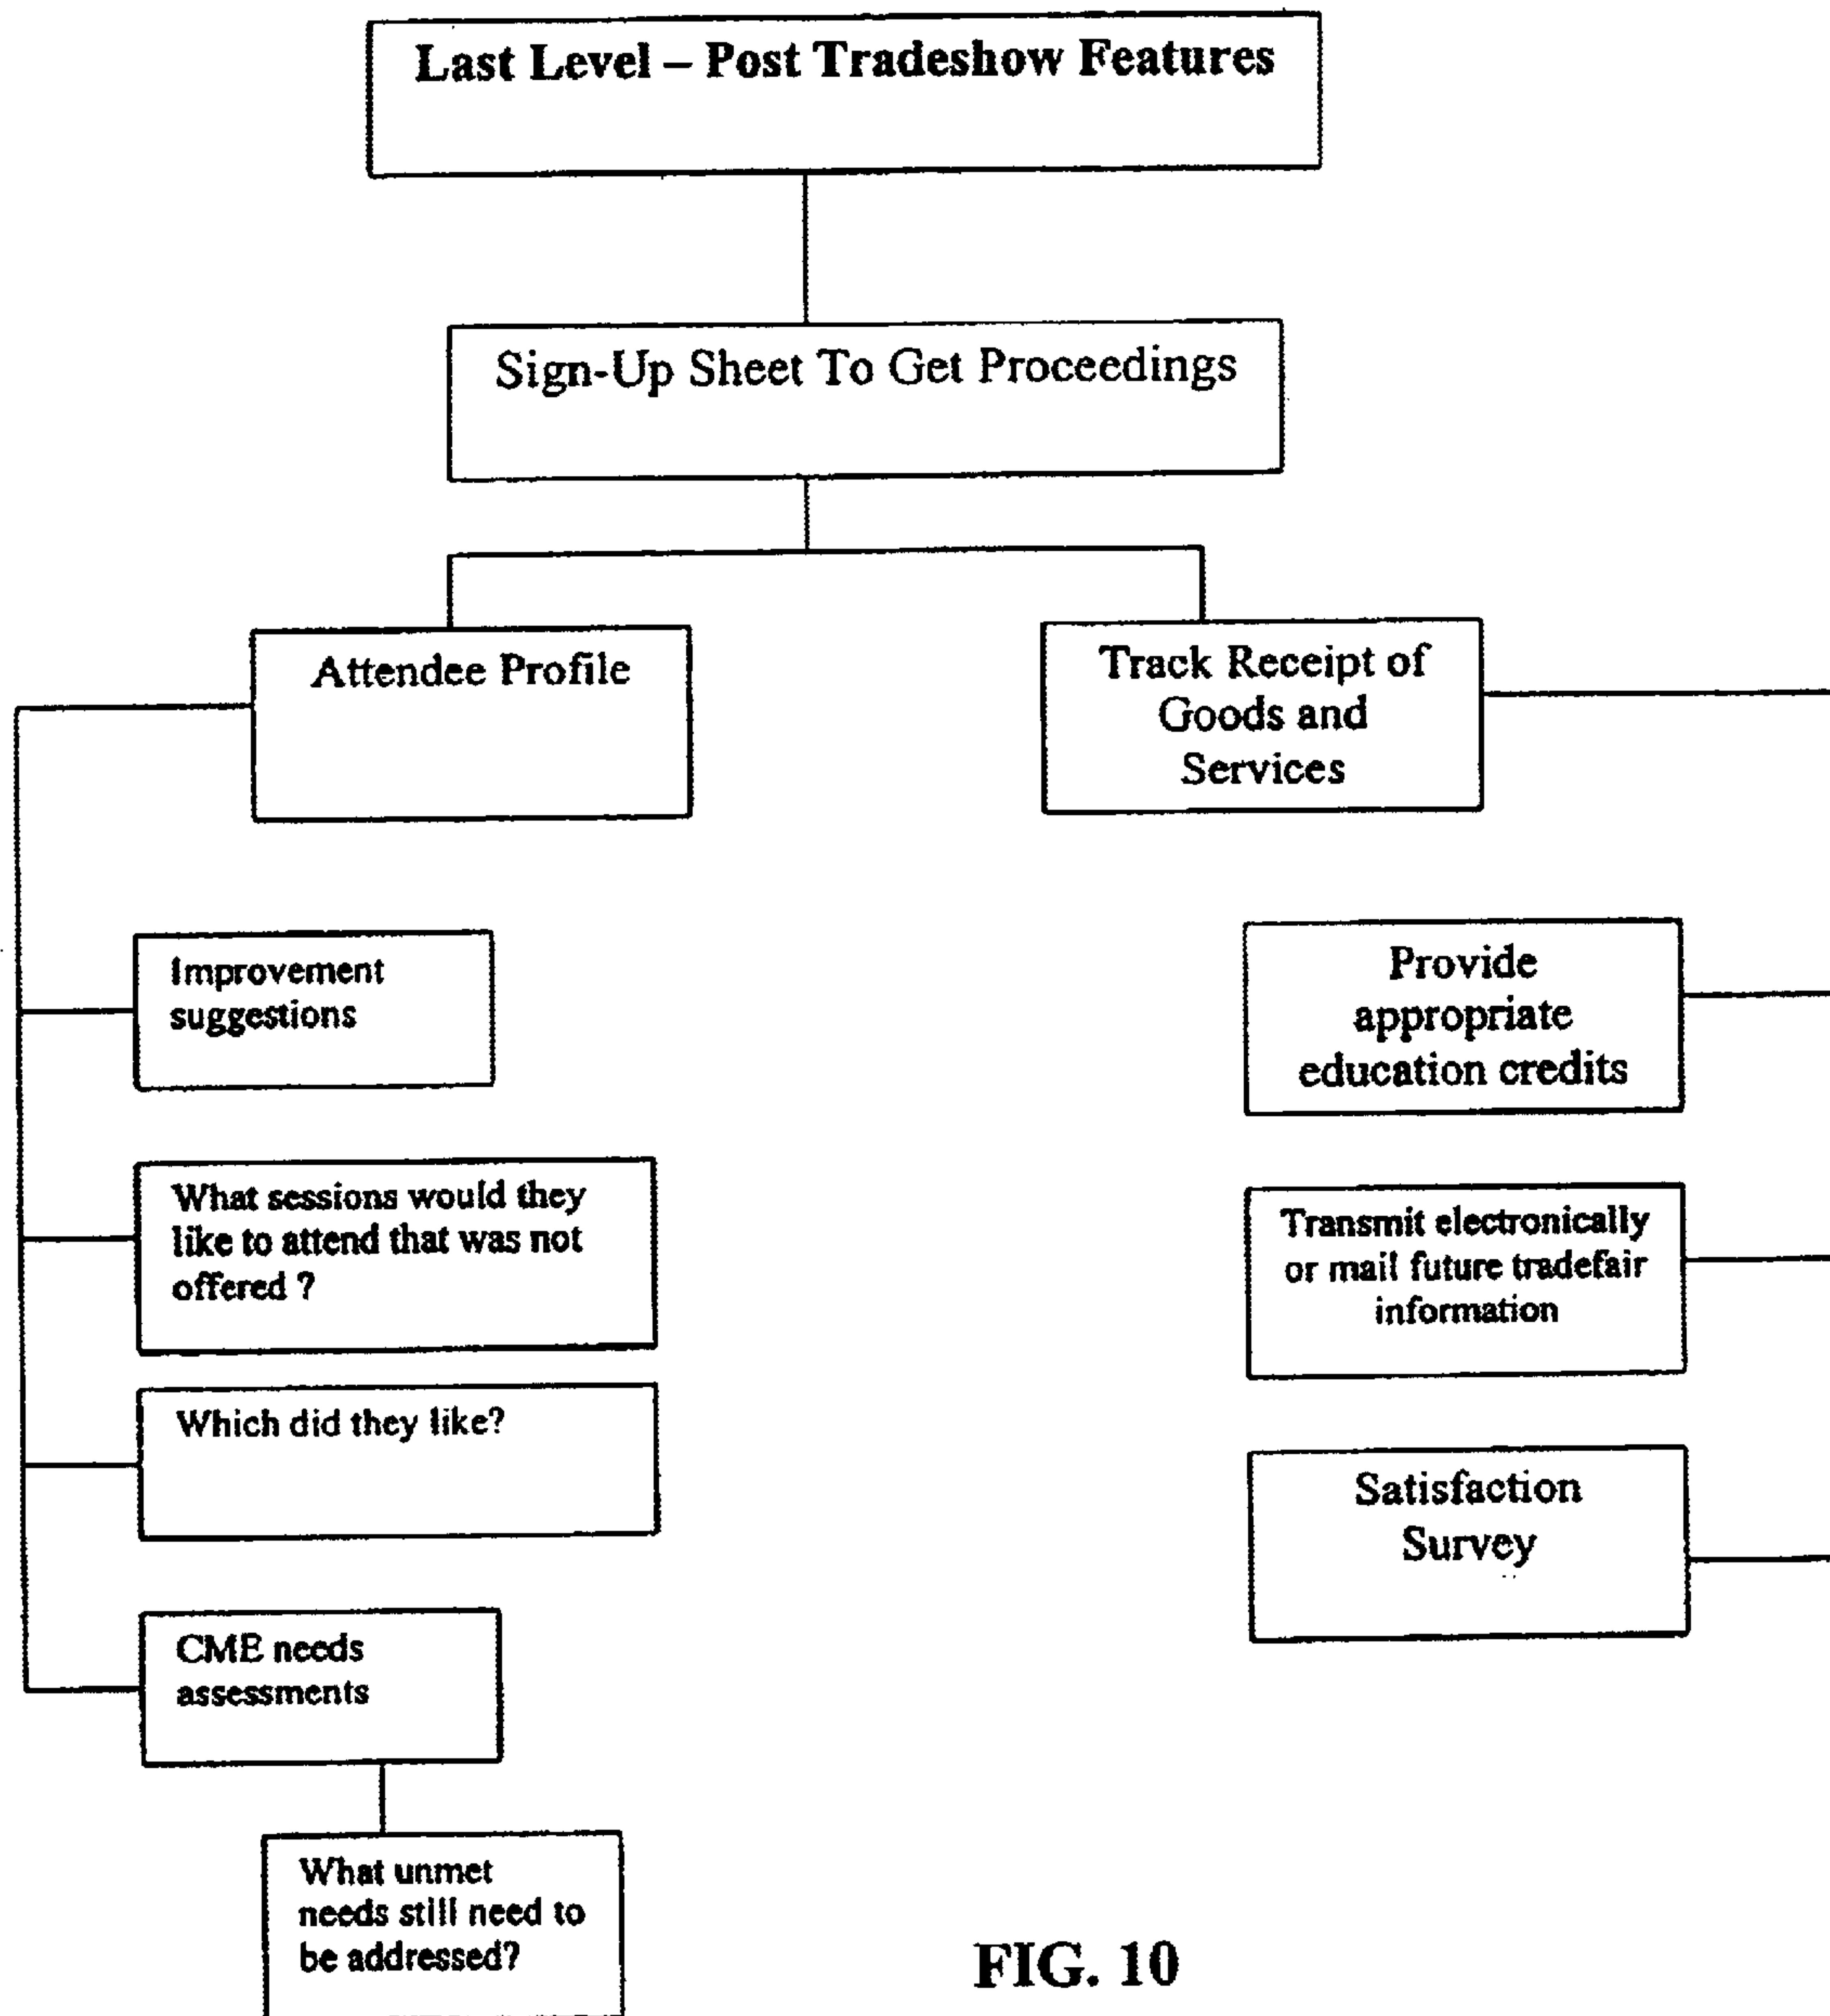 Last Level – Post Tradeshow Features
Sign-Up Sheet To Get Proceedings
Attendee Profile
Track Receipt of
Goods and
Services
Improvement
suggestions
What sessions would they
like to attend that was not
offered ?
Which did they like?
CME needs
assessments
What unmet
needs still need to
be addressed?
Provide
appropriate
education credits
Transmit electronically
or mail future tradefair
information
Satisfaction
Survey
FIG. 10